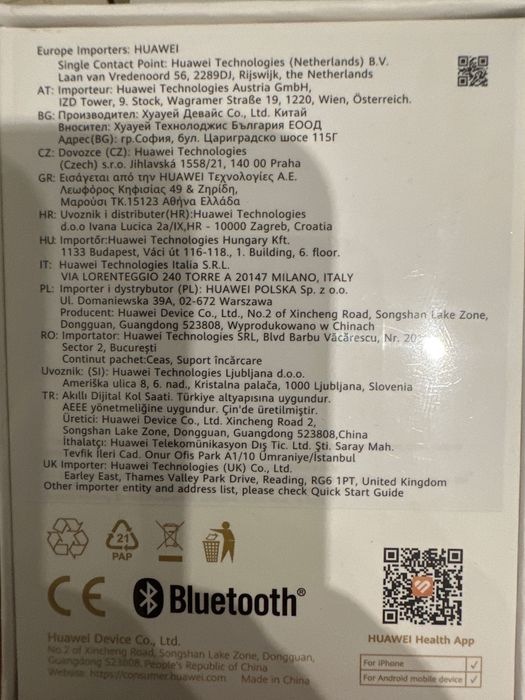 Europe Importers: HUAWEI
Single Contact Point: Huawei Technologies (Netherlands) B.V.
Laan van Vredenoord 56, 2289DJ, Rijswijk, the Netherlands
AT: Importeur: Huawei Technologies Austria GmbH,
IZD Tower, 9. Stock, Wagramer Straße 19, 1220, Wien, Österreich.
BG: Производител: Хуауей Девайс Co., Ltd. Китай
Вносител: Хуауей Технолоджис България ЕООД
Адрес(BG): гр.София, бул. Цариградско шосе 115Г
CZ: Dovozce (CZ): Huawei Technologies
(Czech) s.r.o. Jihlavská 1558/21, 140 00 Praha
GR: Εισάγεται από την HUAWEI Τεχνολογίες Α.Ε.
Λεωφόρος Κηφισίας 49 & Ζηρίδη,
Μαρούσι ΤΚ.15123 Αθήνα Ελλάδα
HR: Uvoznik i distributer(HR):Huawei Technologies
d.o.o Ivana Lucica 2a/IX,HR - 10000 Zagreb, Croatia
HU: Importőr:Huawei Technologies Hungary Kft.
1133 Budapest, Váci út 116-118., 1. Building, 6. floor.
IT: Huawei Technologies Italia S.R.L.
VIA LORENTEGGIO 240 TORRE A 20147 MILANO, ITALY
PL: Importer i dystrybutor (PL): HUAWEI POLSKA Sp. z o.o.
Ul. Domaniewska 39A, 02-672 Warszawa
Producent: Huawei Device Co., Ltd., No.2 of Xincheng Road, Songshan Lake Zone,
Dongguan, Guangdong 523808, Wyprodukowano w Chinach
RO: Importator: Huawei Technologies SRL, Blvd Barbu Văcărescu, Nr.
Sector 2, București
Continut pachet:Ceas, Suport încărcare
Uvoznik: (SI): Huawei Technologies Ljubljana d.o.o.
Ameriška ulica 8, 6. nad., Kristalna palača, 1000 Ljubljana, Slovenia
TR: Akıllı Dijital Kol Saati. Türkiye altyapısına uygundur.
AEEE yönetmeliğine uygundur. Çin'de üretilmiştir.
Üretici: Huawei Device Co., Ltd. Xincheng Road 2,
Songshan Lake Zone, Dongguan, Guangdong 523808,China
İthalatçı: Huawei Telekomünikasyon Dış Tic. Ltd. Şti. Saray Mah.
Tevfik İleri Cad. Onur Ofis Park A1/10 Ümraniye/İstanbul
UK Importer: Huawei Technologies (UK) Co., Ltd.
Earley East, Thames Valley Park Drive, Reading, RG6 1PT, United Kingdom
Other importer entity and address list, please check Quick Start Guide
21
PAP
CE
Bluetooth®
Huawei Device Co., Ltd.
No.2 of Xincheng Road, Songshan Lake Zone, Dongguan,
Guangdong 523808, People's Republic of China
Website: https://consumer.huawei.com Made in China
HUAWEI Health App
For iPhone ✓
For Android mobile device ✓